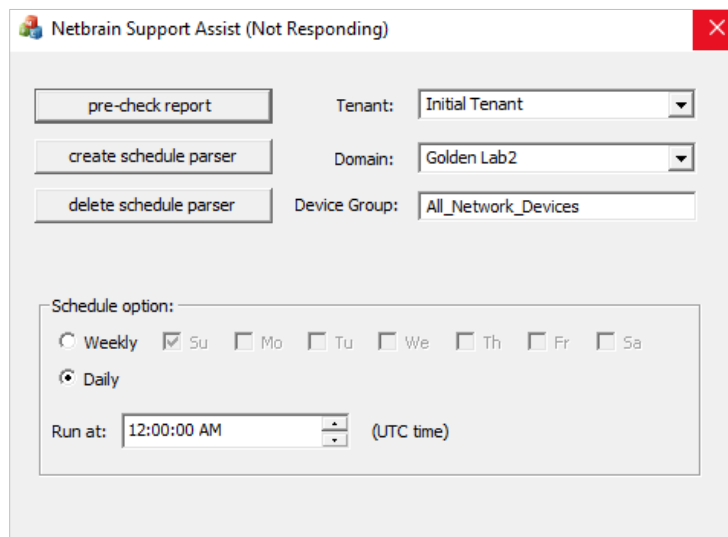 Netbrain Support Assist (Not Responding)
pre-check report
Tenant: Initial Tenant
create schedule parser
Domain: Golden Lab2
delete schedule parser
Device Group: All_Network_Devices
Schedule option:
Weekly Su Mo Tu We Th Fr Sa
Daily
Run at: 12:00:00 AM (UTC time)